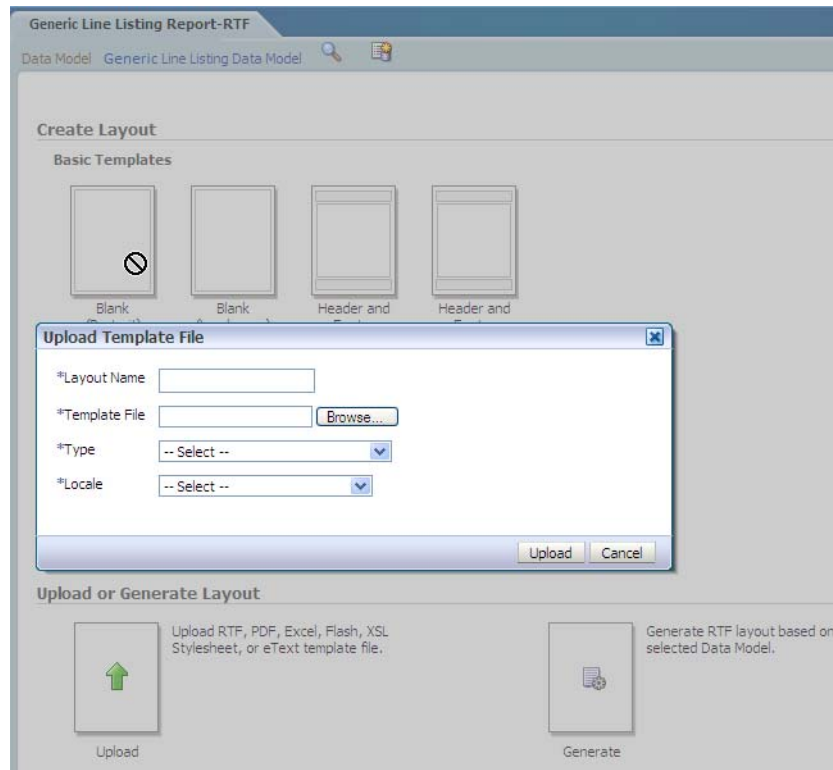 Generic Line Listing Report-RTF
Data Model Generic Line Listing Data Model
Create Layout
Basic Templates
Blank
Blank
Header and
Header and
Upload Template File
*Layout Name
*Template File
Browse...
*Type
-- Select --
*Locale
-- Select --
Upload
Cancel
Upload or Generate Layout
Upload RTF, PDF, Excel, Flash, XSL
Stylesheet, or eText template file.
Upload
Generate RTF layout based on
selected Data Model.
Generate